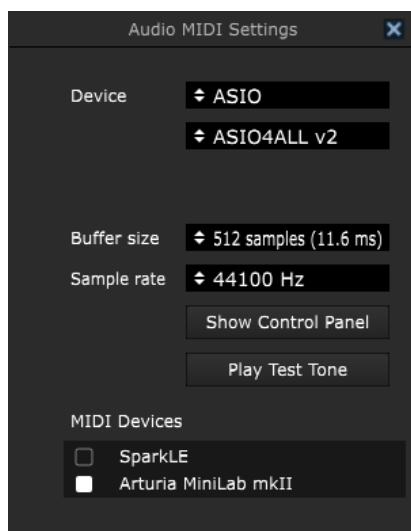 Audio MIDI Settings
Device
ASIO
ASIO4ALL v2
Buffer size
512 samples (11.6 ms)
Sample rate
44100 Hz
Show Control Panel
Play Test Tone
MIDI Devices
SparkLE
Arturia MiniLab mkII